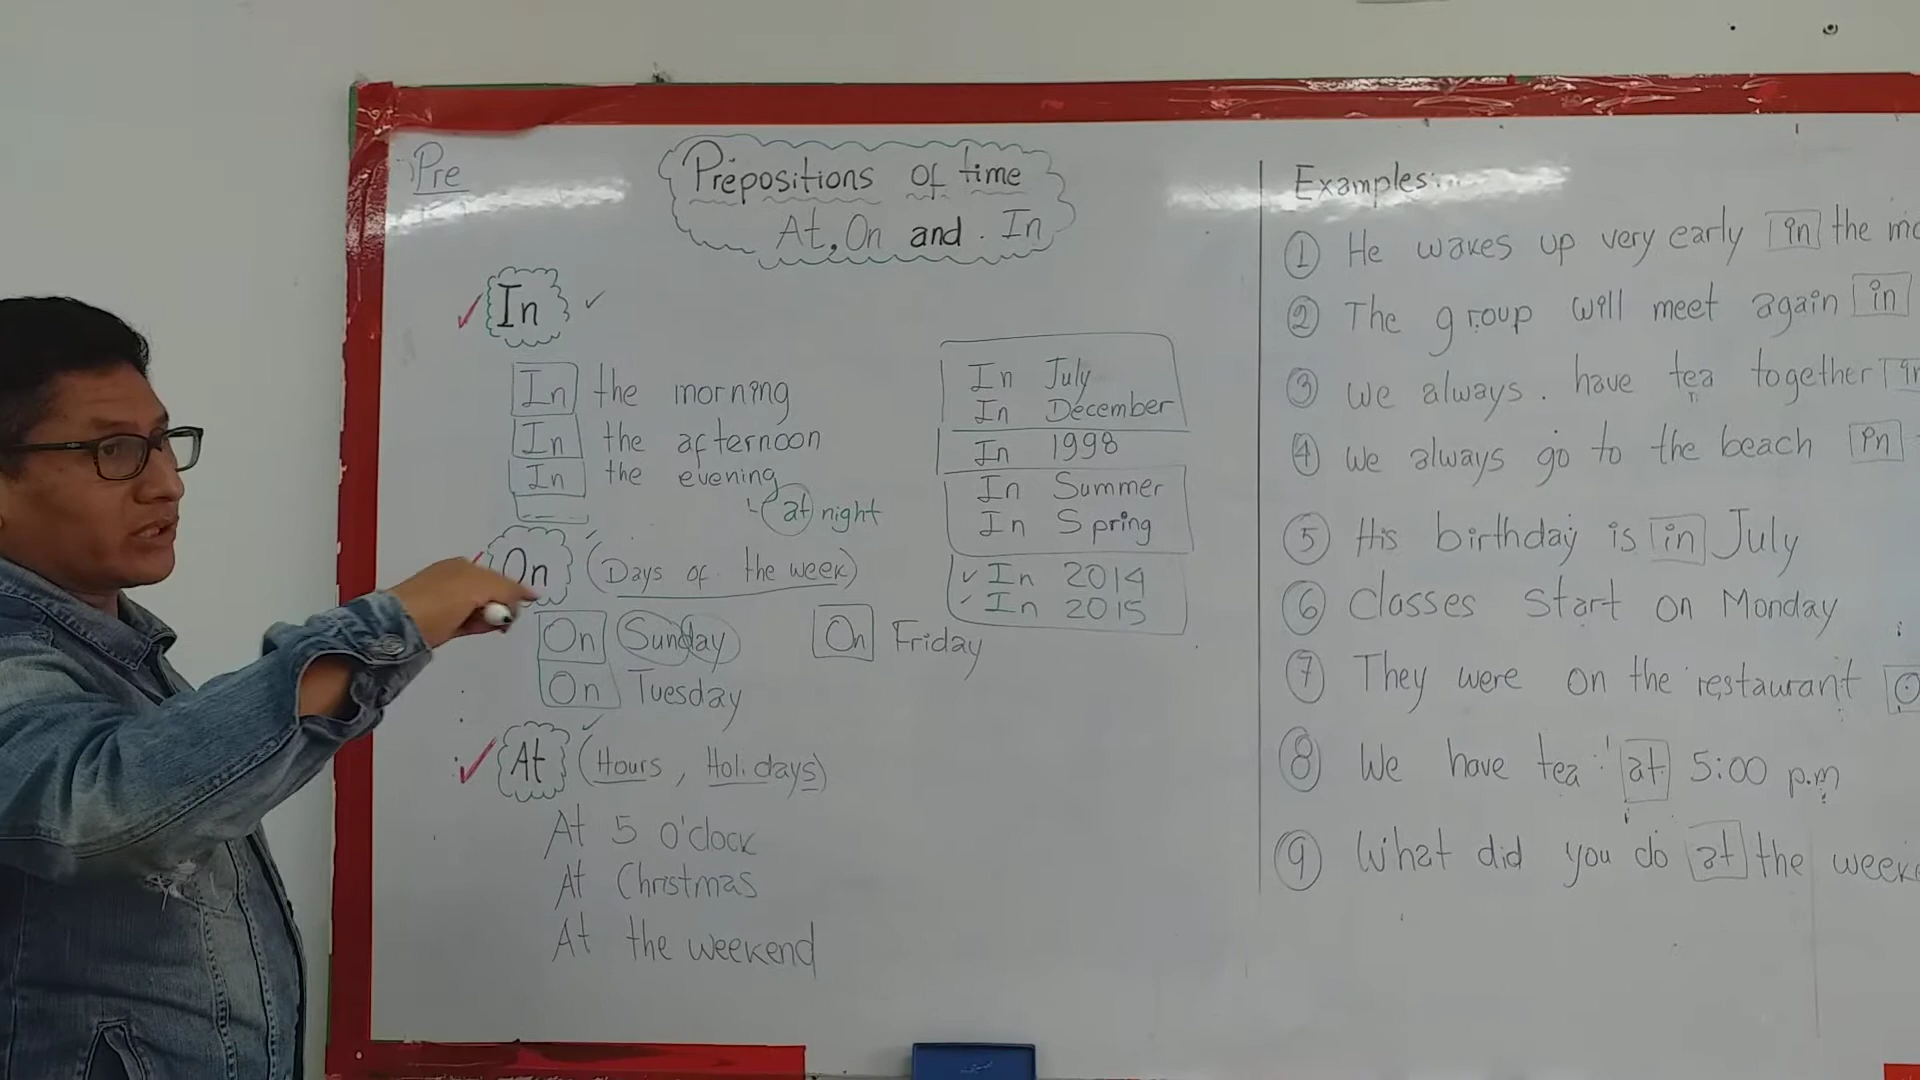 Pre
Prepositions of time
At, On and In
In
In the morning
In the afternoon
In the evening
at night
In July
In December
In 1998
In Summer
In Spring
In 2014
In 2015
On (Days of the week)
On Sunday
On Friday
On Tuesday
At (Hours, Holidays)
At 5 o'clock
At Christmas
At the weekend
Examples:
1 He wakes up very early in the
2 The group will meet again in
3 We always have tea together in
4 We always go to the beach in
5 His birthday is in July
6 Classes start on Monday
7 They were on the restaurant
8 We have tea at 5:00 p.m
9 What did you do at the